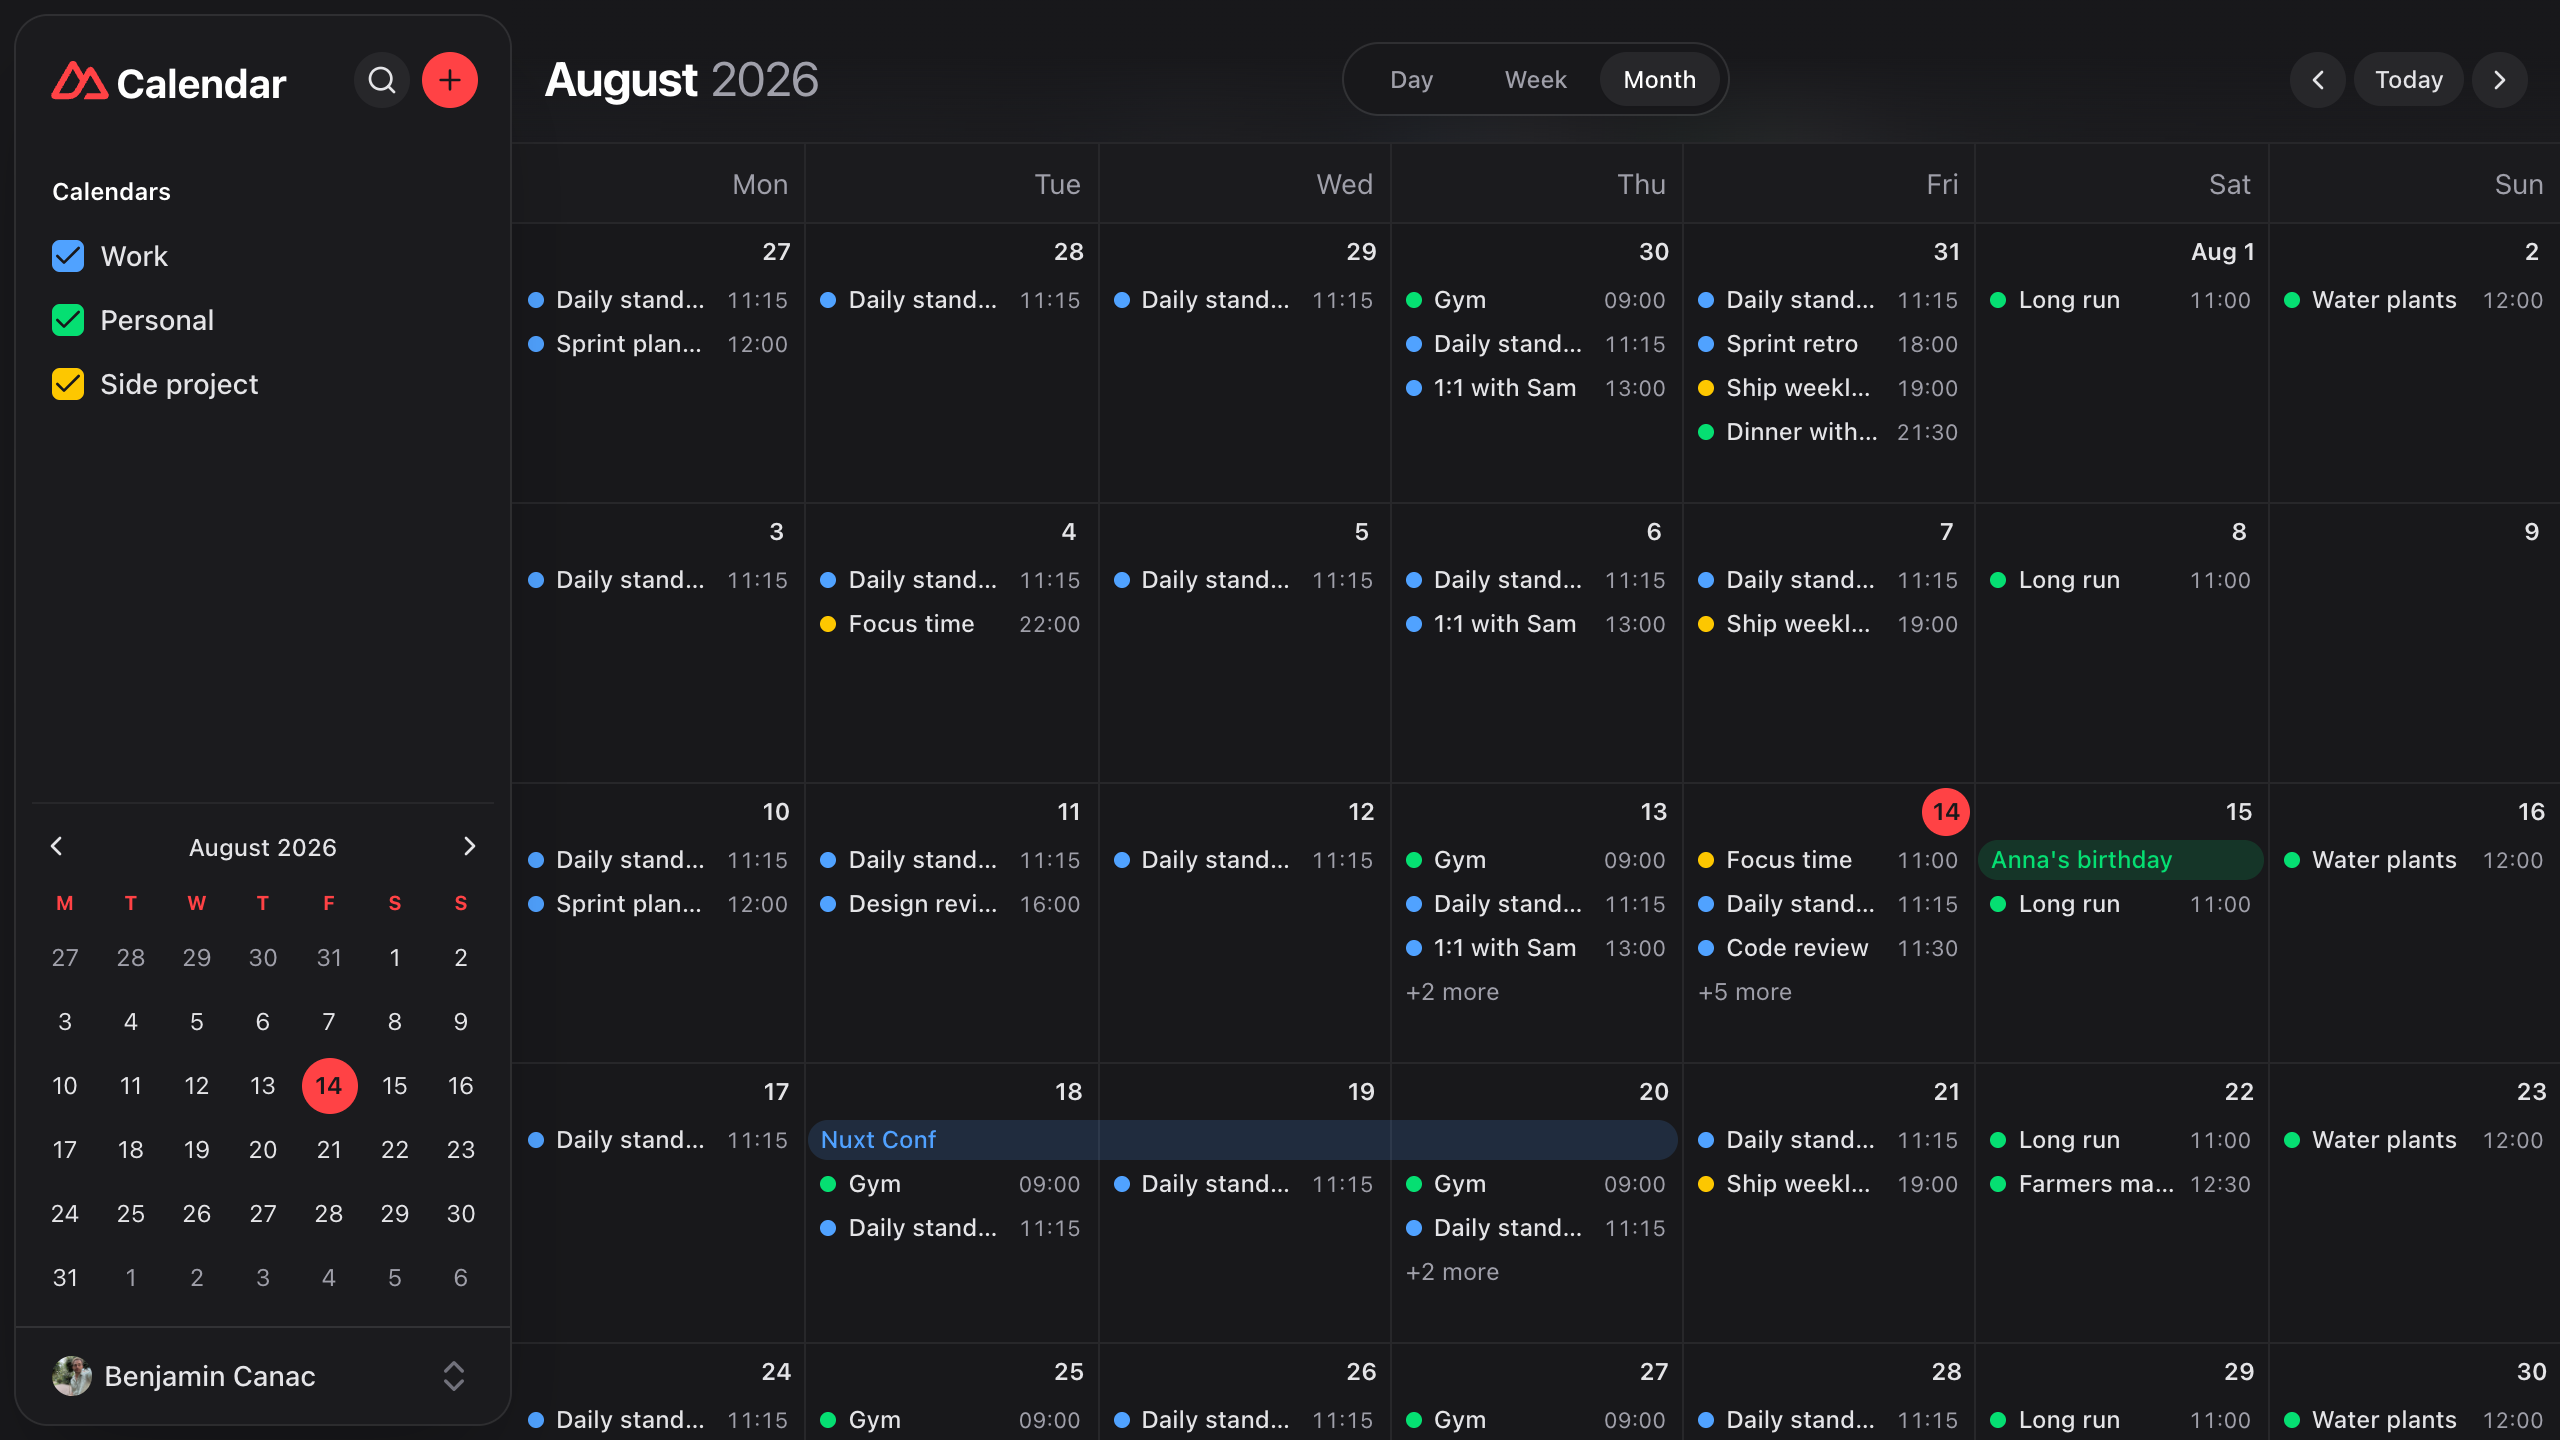 Calendar
Calendars
Work
Personal
Side project
August 2026
M T W T F S S
27 28 29 30 31 1 2
3 4 5 6 7 8 9
10 11 12 13 14 15 16
17 18 19 20 21 22 23
24 25 26 27 28 29 30
31 1 2 3 4 5 6
Benjamin Canac
August 2026
Day Week Month
Today
Mon Tue Wed Thu Fri Sat Sun
27
Daily stand... 11:15
Sprint plan... 12:00
28
Daily stand... 11:15
29
Daily stand... 11:15
30
Gym 09:00
Daily stand... 11:15
1:1 with Sam 13:00
31
Daily stand... 11:15
Sprint retro 18:00
Ship weekl... 19:00
Dinner with... 21:30
Aug 1
Long run 11:00
2
Water plants 12:00
3
Daily stand... 11:15
4
Daily stand... 11:15
Focus time 22:00
5
Daily stand... 11:15
6
Daily stand... 11:15
1:1 with Sam 13:00
7
Daily stand... 11:15
Ship weekl... 19:00
8
Long run 11:00
9
10
Daily stand... 11:15
Sprint plan... 12:00
11
Daily stand... 11:15
Design revi... 16:00
12
Daily stand... 11:15
13
Gym 09:00
Daily stand... 11:15
1:1 with Sam 13:00
+2 more
14
Focus time 11:00
Daily stand... 11:15
Code review 11:30
+5 more
15
Anna's birthday
Long run 11:00
16
Water plants 12:00
17
Daily stand... 11:15
18
Nuxt Conf
Gym 09:00
Daily stand... 11:15
19
Daily stand... 11:15
20
Gym 09:00
Daily stand... 11:15
+2 more
21
Daily stand... 11:15
Ship weekl... 19:00
22
Long run 11:00
Farmers ma... 12:30
23
Water plants 12:00
24
Daily stand... 11:15
25
Gym 09:00
26
Daily stand... 11:15
27
Gym 09:00
28
Daily stand... 11:15
29
Long run 11:00
30
Water plants 12:00